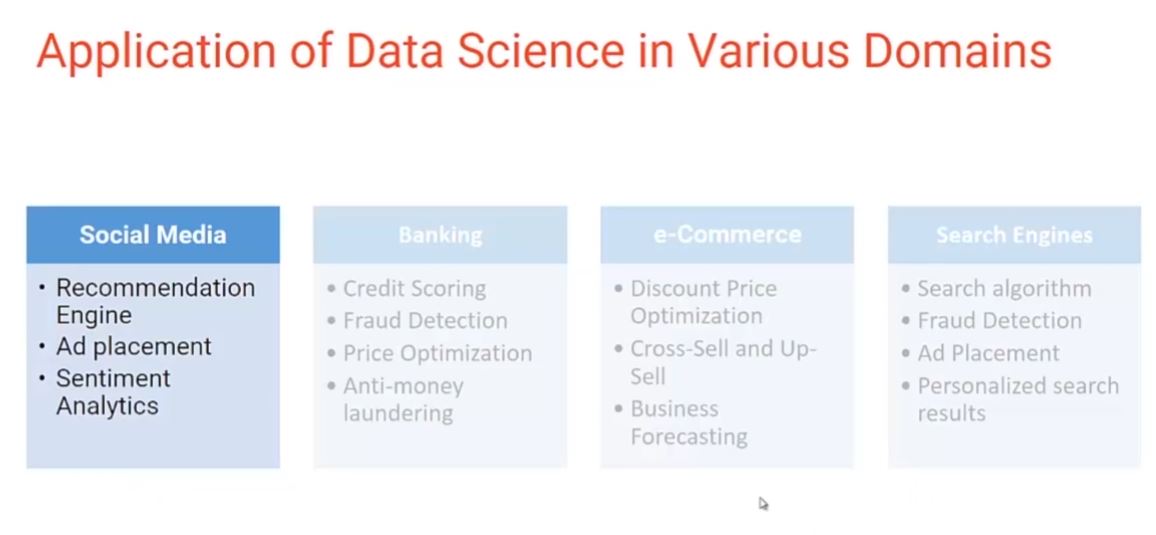 Application of Data Science in Various Domains
Social Media
• Recommendation
Engine
• Ad placement
• Sentiment
Analytics
Banking
• Credit Scoring
• Fraud Detection
• Price Optimization
• Anti-money
laundering
e-Commerce
• Discount Price
Optimization
• Cross-Sell and Up-
Sell
• Business
Forecasting
Search Engines
• Search algorithm
• Fraud Detection
• Ad Placement
• Personalized search
results